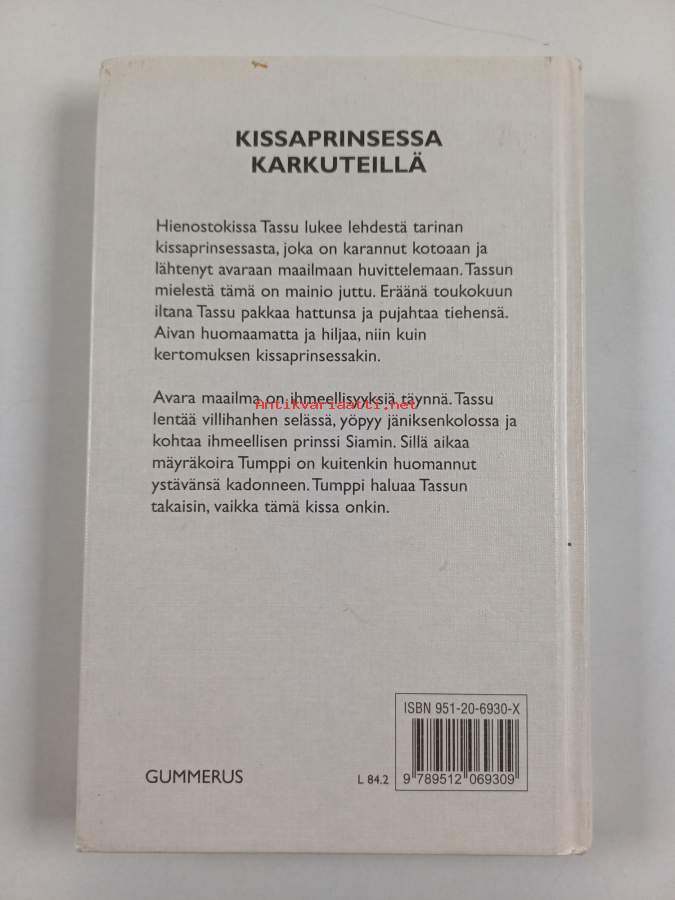 KISSAPRINSESSA
KARKUTEILLÄ
Hienostokissa Tassu lukee lehdestä tarinan
kissaprinsessasta, joka on karannut kotoaan ja
lähtenyt avaraan maailmaan huvittelemaan. Tassun
mielestä tämä on mainio juttu. Eräänä toukokuun
iltana Tassu pakkaa hattunsa ja pujahtaa tiehensä.
Aivan huomaamatta ja hiljaa, niin kuin
kertomuksen kissaprinsessakin.
Avara maailma on ihmeellisyyksiä täynnä. Tassu
Antikvariaatti.net
lentää villihanhen selässä, yöpyy jäniksenkolossa ja
kohtaa ihmeellisen prinssi Siamin. Sillä aikaa
mäyräkoira Tumppi on kuitenkin huomannut
ystävänsä kadonneen. Tumppi haluaa Tassun
takaisin, vaikka tämä kissa onkin.
ISBN 951-20-6930-X
GUMMERUS
L 84.2
9 789512 069309